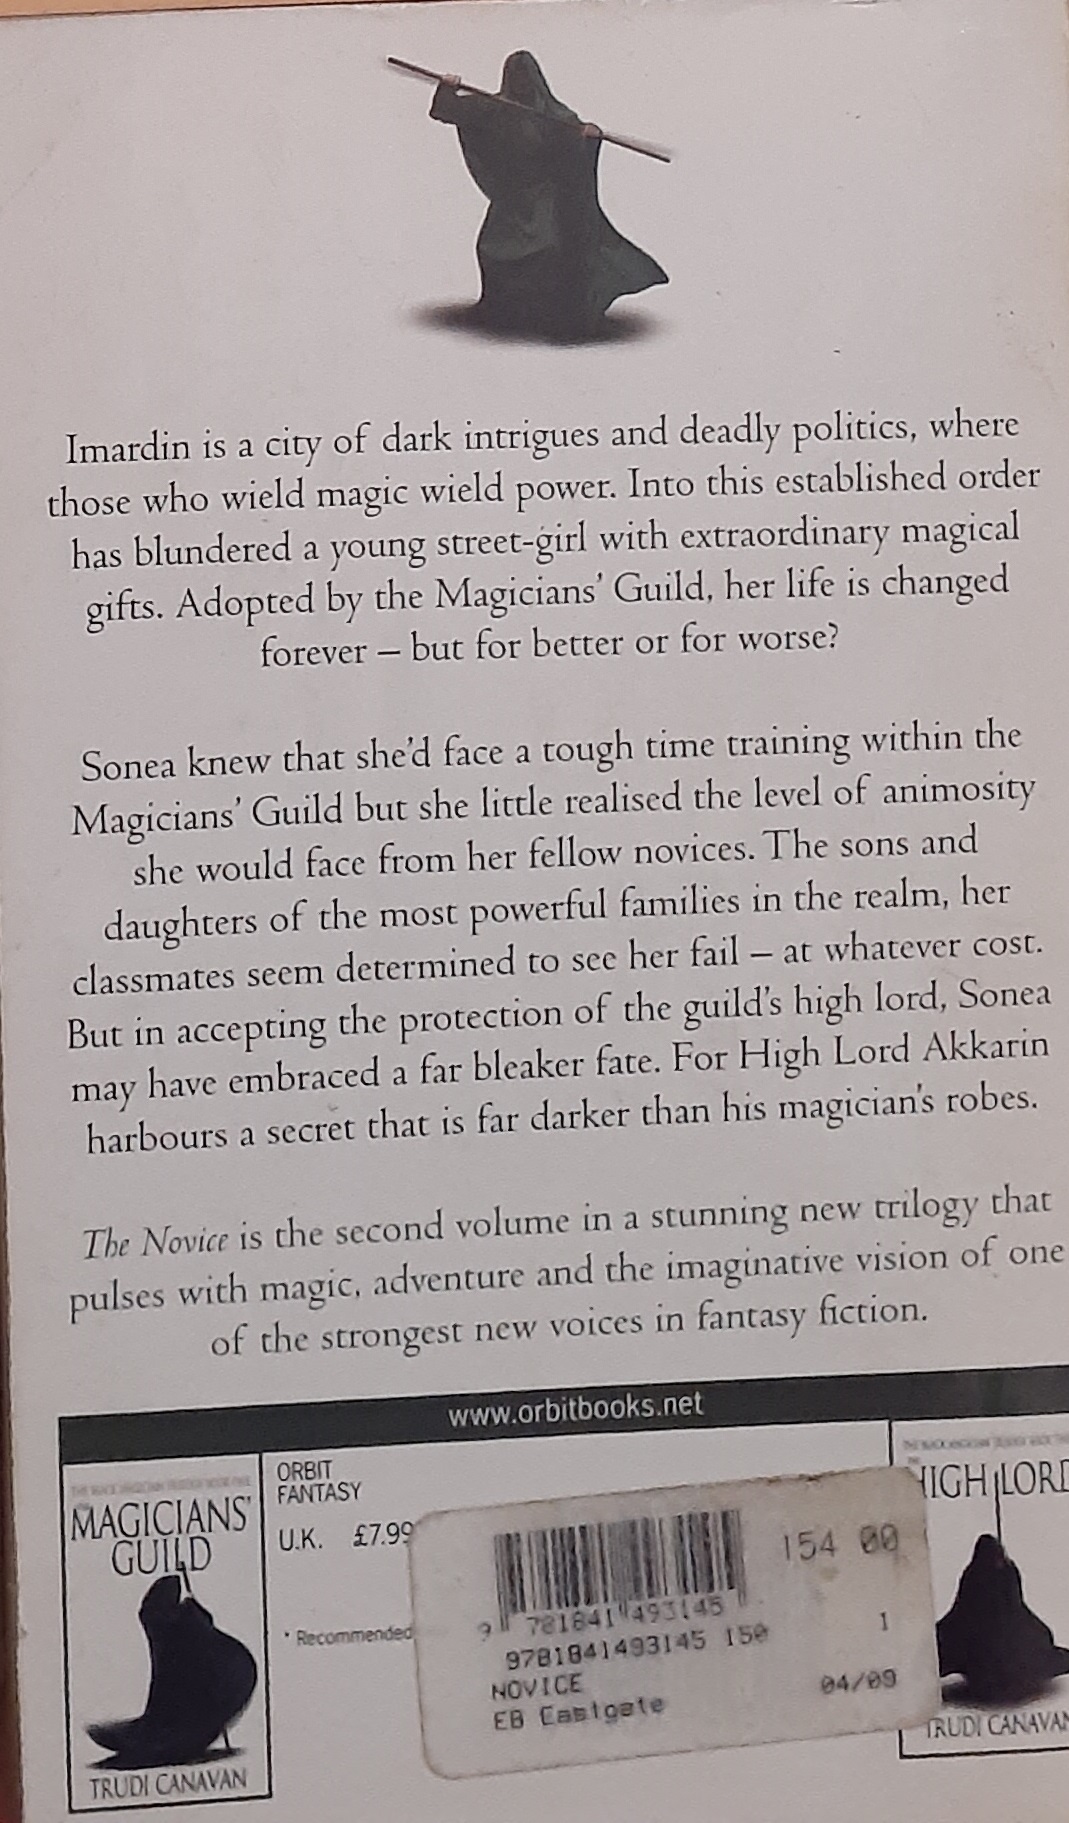 Imardin is a city of dark intrigues and deadly politics, where
those who wield magic wield power. Into this established order
has blundered a young street-girl with extraordinary magical
gifts. Adopted by the Magicians' Guild, her life is changed
forever – but for better or for worse?
Sonea knew that she'd face a tough time training within the
Magicians' Guild but she little realised the level of animosity
she would face from her fellow novices. The sons and
daughters of the most powerful families in the realm, her
classmates seem determined to see her fail – at whatever cost.
But in accepting the protection of the guild's high lord, Sonea
may have embraced a far bleaker fate. For High Lord Akkarin
harbours a secret that is far darker than his magician's robes.
The Novice is the second volume in a stunning new trilogy that
pulses with magic, adventure and the imaginative vision of one
of the strongest new voices in fantasy fiction.
www.orbitbooks.net
MAGICIANS'
GUILD
TRUDI CANAVAN
ORBIT
FANTASY
U.K. £7.99
* Recommended
154 00
9 781841 493145
9781841493145 150 1
NOVICE 04/09
EB Eastgate
HIGH LORD
TRUDI CANAVAN